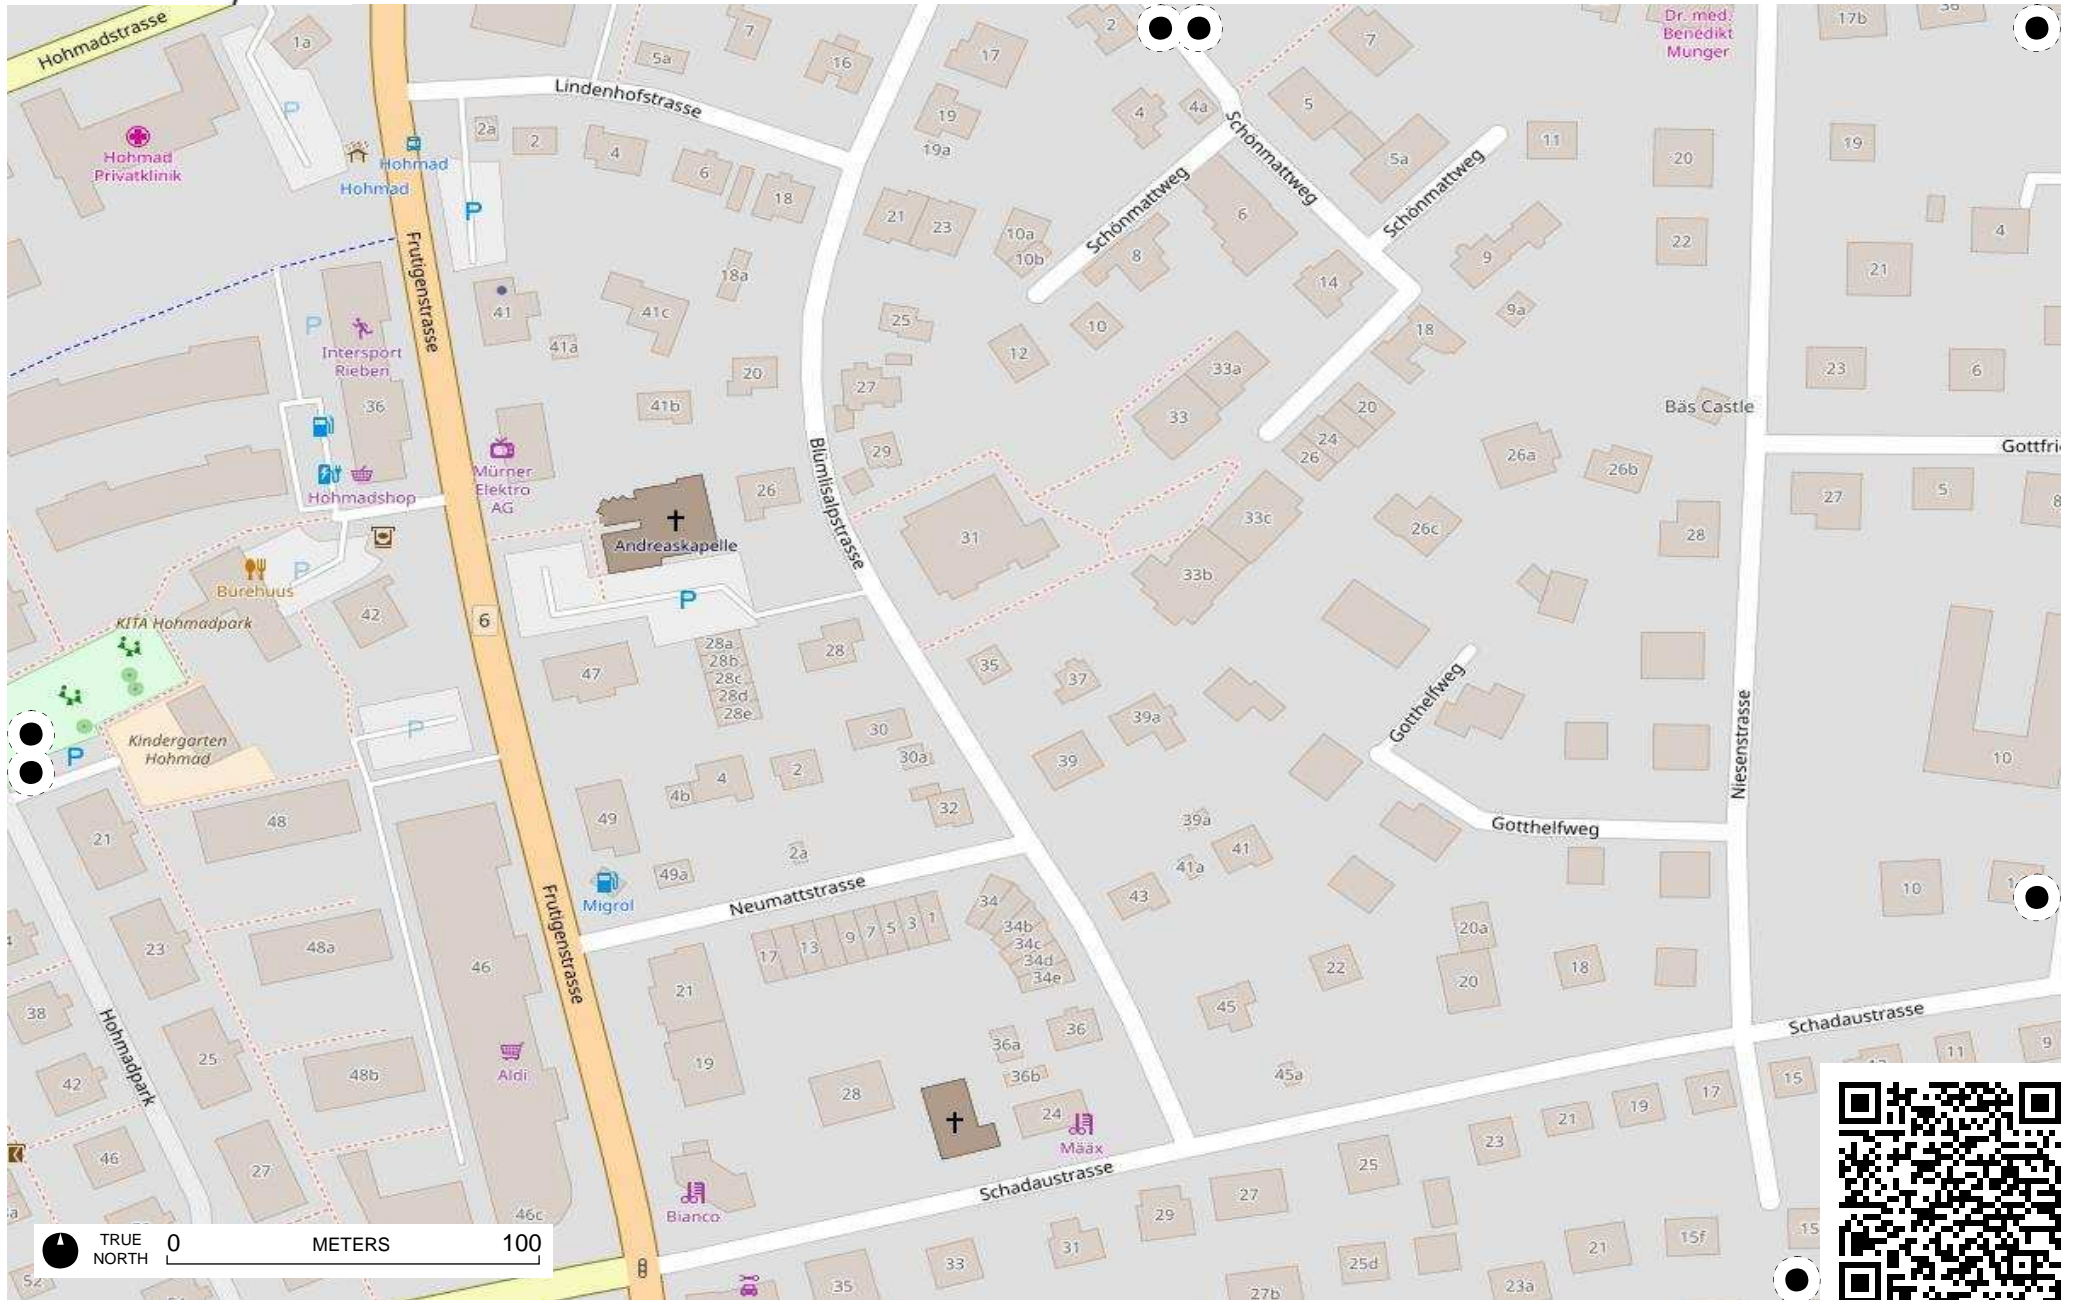 Hohmadstrasse
1a
P
Hohmad
Privatklinik
Hohmad
Hohmad
P
Lindenhofstrasse
5a
7
16
17
2
7
Dr. med.
Benedikt
Munger
17b
2a
2
4
6
18
19
19a
4
4a
5
5a
Schönmattweg
Schönmattweg
Schönmattweg
11
20
19
Frutigenstrasse
21
23
10a
10b
8
6
14
9
22
4
21
P
Intersport
Rieben
41
41a
41c
18a
25
10
12
9a
18
36
41b
20
27
33a
33
20
24
26
23
6
Bäs Castle
Hohmadshop
Mürner
Elektro
AG
26
29
Blümlisalpstrasse
26a
26b
Gottfri
27
5
8
Andreaskapelle
31
33c
33b
26c
28
P
Burehuus
42
KITA Hohmadpark
6
P
47
28a
28b
28c
28d
28e
28
35
37
39a
39
Gotthelfweg
Niesenstrasse
10
Kindergarten
Hohmad
P
P
30
30a
4
4b
2
32
Gotthelfweg
21
48
49
2a
49a
39a
41
41a
43
Migrol
Neumattstrasse
Frutigenstrasse
34
34b
34c
34d
34e
17
13
9
7
5
3
1
10
23
48a
46
21
22
20a
20
18
38
Hohmadpark
25
48b
Aldi
19
28
36
36a
36b
45
45a
Schadaustrasse
42
24
Määx
15
11
9
17
19
21
23
25
46
27
Bianco
Schadaustrasse
27
29
31
33
35
46c
25d
27b
23a
21
15f
15
52
TRUE
NORTH
0
METERS
100